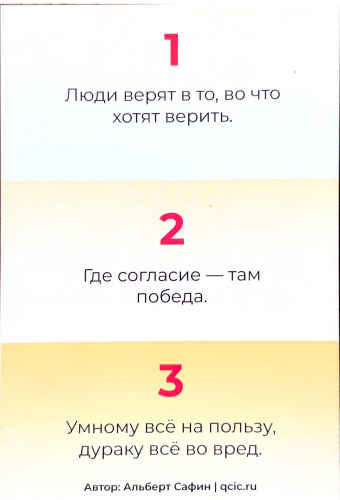 1
Люди верят в то, во что
хотят верить.
2
Где согласие — там
победа.
3
Умному всё на пользу,
дураку всё во вред.
Автор: Альберт Сафин | qcic.ru